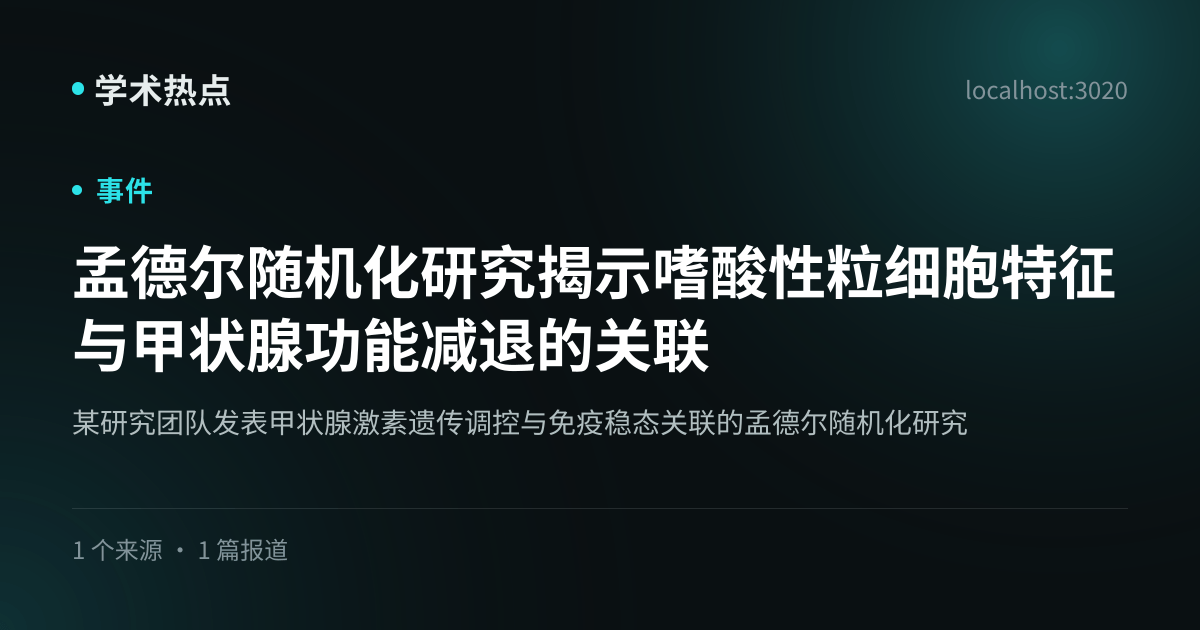 学术热点
localhost:3020
事件
孟德尔随机化研究揭示嗜酸性粒细胞特征
与甲状腺功能减退的关联
某研究团队发表甲状腺激素遗传调控与免疫稳态关联的孟德尔随机化研究
1 个来源 · 1 篇报道